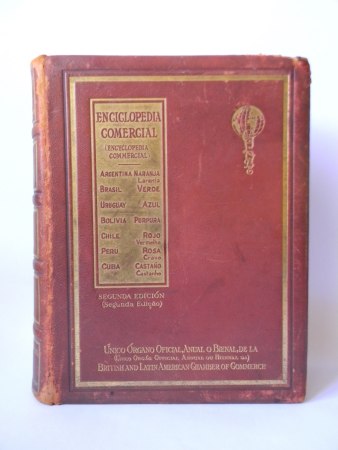 ENCICLOPEDIA
COMERCIAL
(ENCYCLOPEDIA
COMMERCIAL
ARGENTINA NARANJA
Laranja
BRASIL VERDE
URUGUAY AZUL
BOLIVIA PÚRPURA
CHILE ROJO
Vermelho
PERU ROSA
Cravo
CUBA CASTAÑO
Castanho
SEGUNDA EDICIÓN
(Segunda Edição)
ÚNICO ÓRGANO OFICIAL, ANUAL O BIENAL, DE LA
BRITISH AND LATIN AMERICAN CHAMBER OF COMMERCE